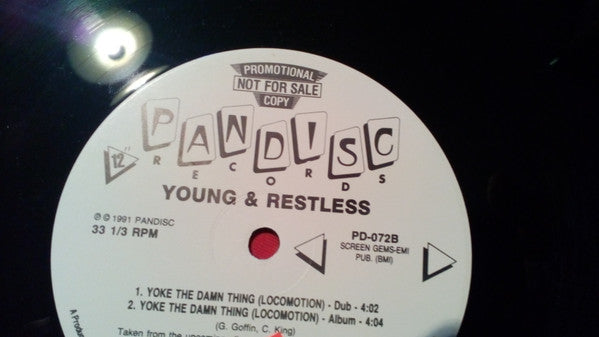 PROMOTIONAL
NOT FOR SALE
COPY
PANDISC
12"
RECORDS
YOUNG & RESTLESS
℗ © 1991 PANDISC
33 1/3 RPM
PD-072B
SCREEN GEMS-EMI
PUB. (BMI)
1. YOKE THE DAMN THING (LOCOMOTION) - Dub - 4:02
2. YOKE THE DAMN THING (LOCOMOTION) - Album - 4:04
(G. Goffin, C. King)
Taken from the upcoming